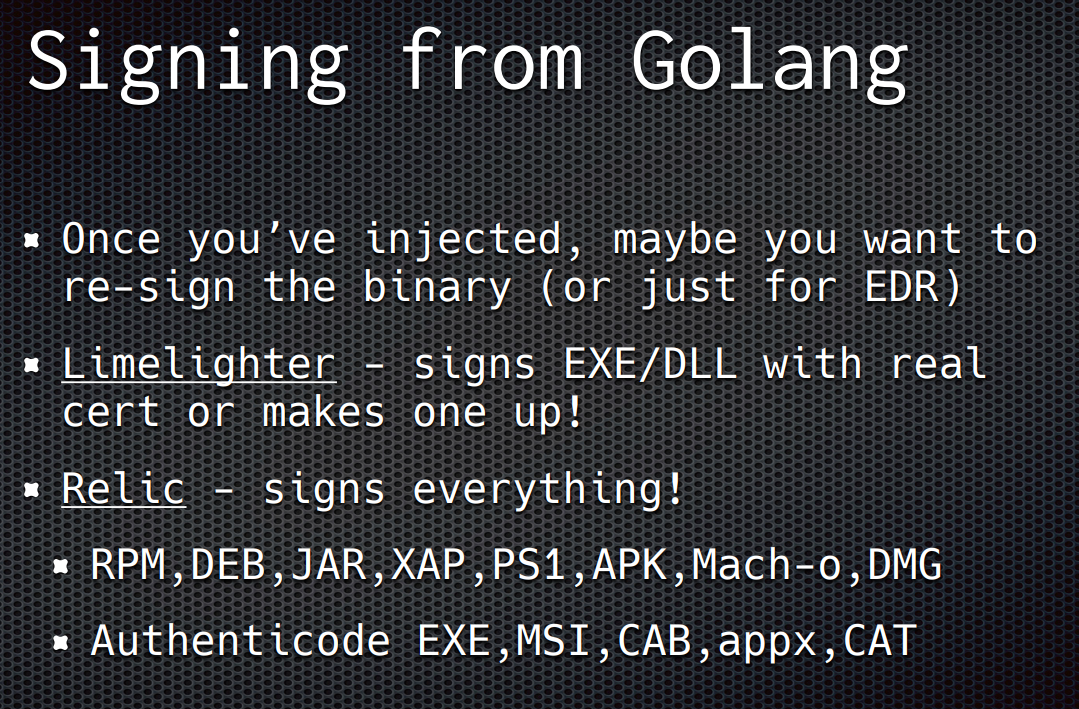 Signing from Golang
Once you’ve injected, maybe you want to
re-sign the binary (or just for EDR)
Limelighter – signs EXE/DLL with real
cert or makes one up!
Relic – signs everything!
RPM,DEB,JAR,XAP,PS1,APK,Mach-o,DMG
Authenticode EXE,MSI,CAB,appx,CAT